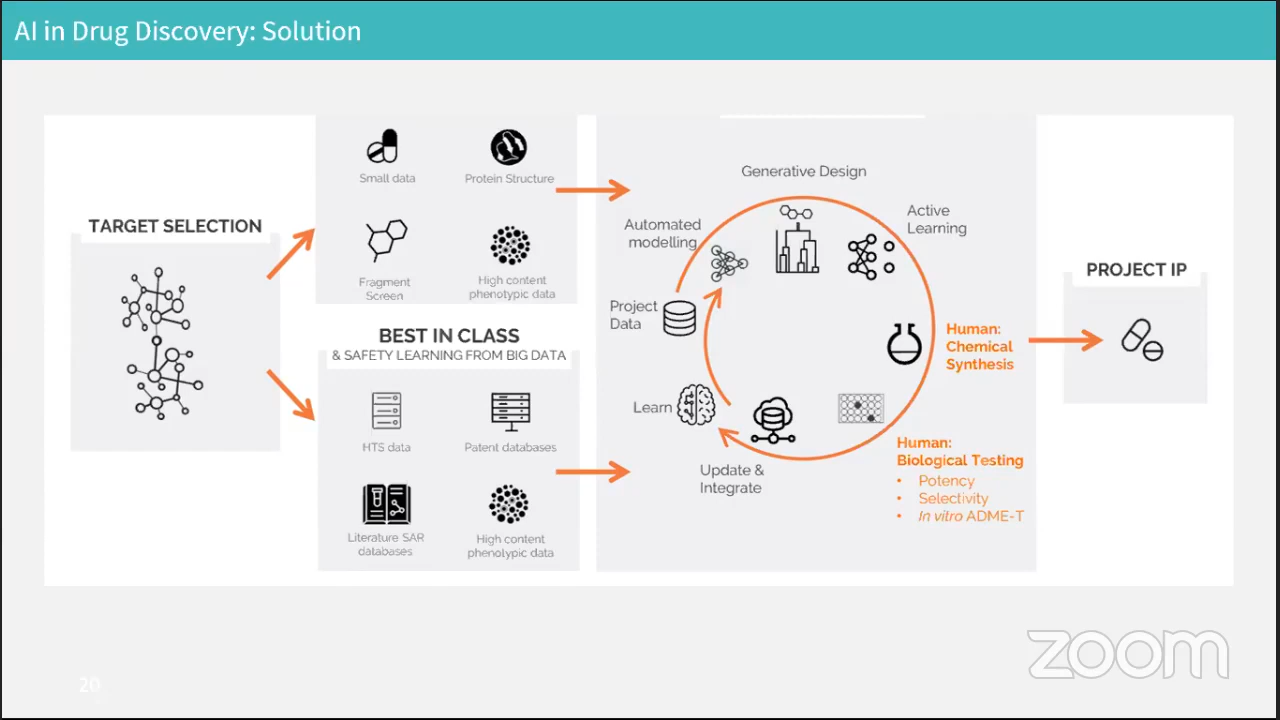 AI in Drug Discovery: Solution
TARGET SELECTION
Small data
Protein Structure
Fragment
Screen
High content
phenotypic data
BEST IN CLASS
& SAFETY LEARNING FROM BIG DATA
HTS data
Patent databases
Literature SAR
databases
High content
phenotypic data
Generative Design
Automated
modelling
Active
Learning
Project
Data
Human:
Chemical
Synthesis
Learn
Human:
Biological Testing
• Potency
• Selectivity
• In vitro ADME-T
Update &
Integrate
PROJECT IP
zoom
20